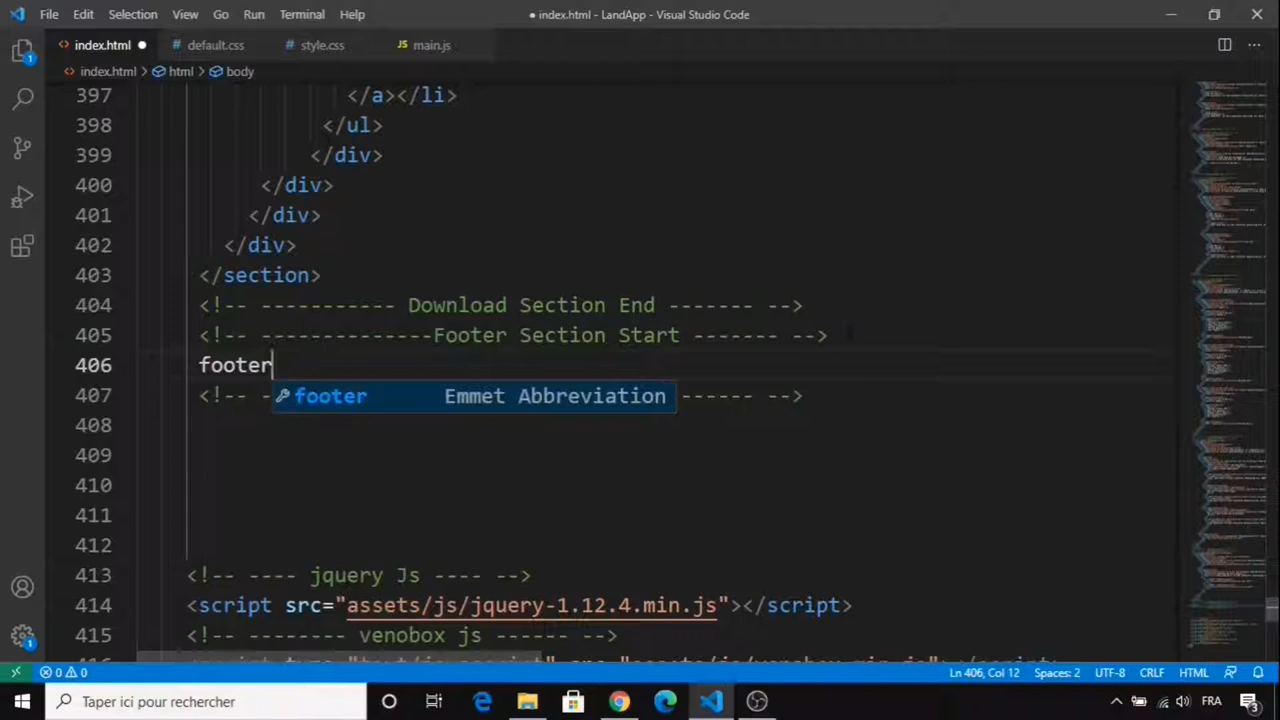 File Edit Selection View Go Run Terminal Help ● index.html - LandApp - Visual Studio Code
index.html default.css style.css JS main.js
index.html > html > body
397 </a></li>
398 </ul>
399 </div>
400 </div>
401 </div>
402 </div>
403 </section>
404 <!-- ----------- Download Section End ------- -->
405 <!-- --------------Footer Section Start ------- -->
406 footer
footer Emmet Abbreviation
407 <!-- - ------ -->
408
409
410
411
412
413 <!-- ---- jquery Js ---- -->
414 <script src="assets/js/jquery-1.12.4.min.js"></script>
415 <!-- -------- venobox js ------ -->
0 0 Ln 406, Col 12 Spaces: 2 UTF-8 CRLF HTML
Taper ici pour rechercher FRA 3